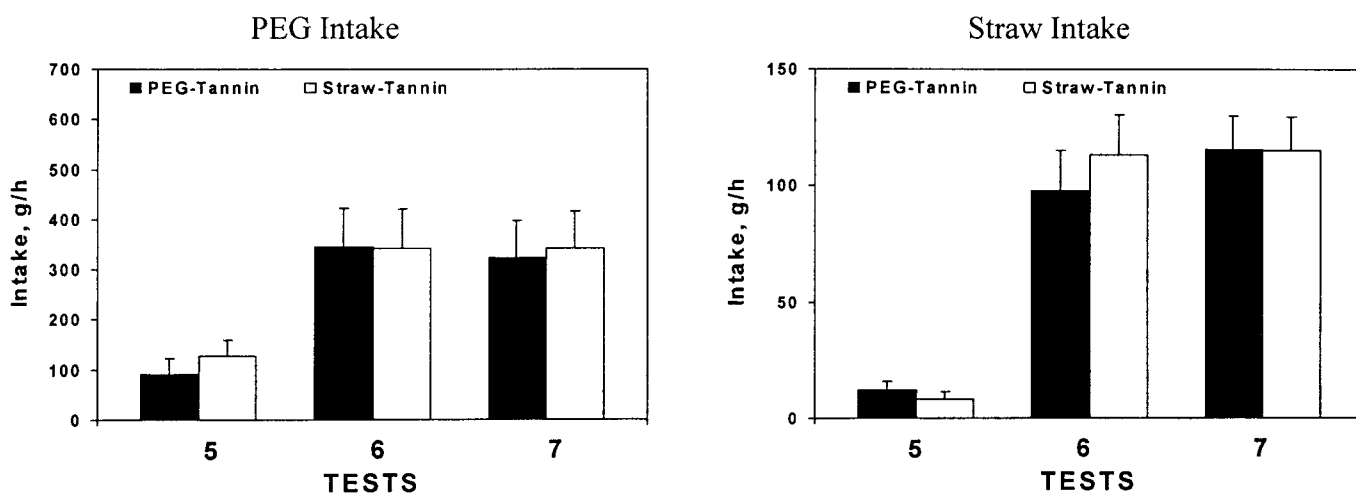 PEG Intake
700
600
500
400
300
200
100
0
Intake, g/h
PEG-Tannin Straw-Tannin
5 6 7
TESTS
Straw Intake
150
100
50
0
Intake, g/h
PEG-Tannin Straw-Tannin
5 6 7
TESTS